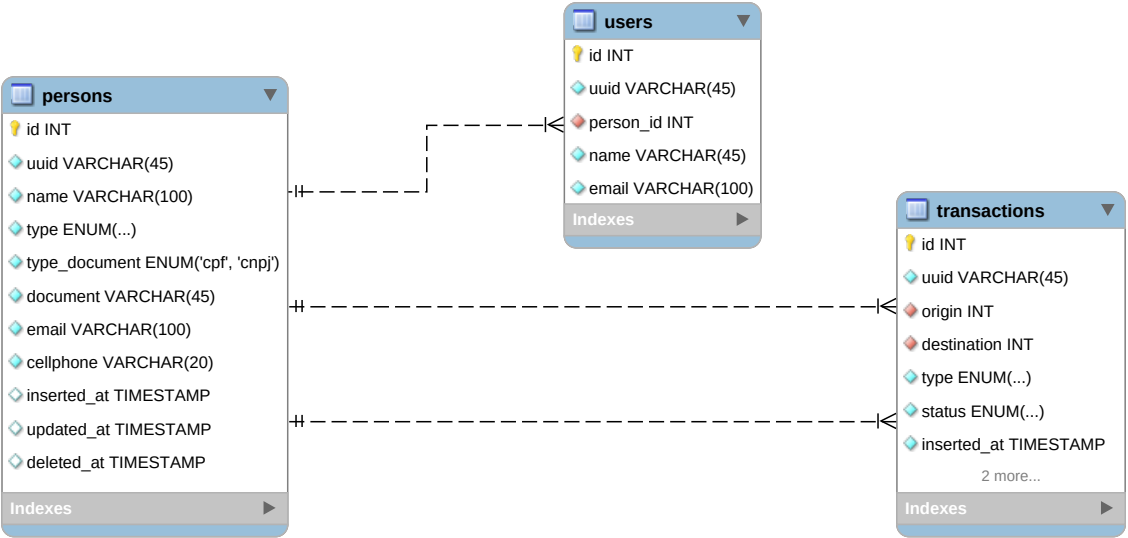 users
id INT
uuid VARCHAR(45)
person_id INT
name VARCHAR(45)
email VARCHAR(100)
Indexes
persons
id INT
uuid VARCHAR(45)
name VARCHAR(100)
type ENUM(...)
type_document ENUM('cpf', 'cnpj')
document VARCHAR(45)
email VARCHAR(100)
cellphone VARCHAR(20)
inserted_at TIMESTAMP
updated_at TIMESTAMP
deleted_at TIMESTAMP
Indexes
transactions
id INT
uuid VARCHAR(45)
origin INT
destination INT
type ENUM(...)
status ENUM(...)
inserted_at TIMESTAMP
2 more...
Indexes